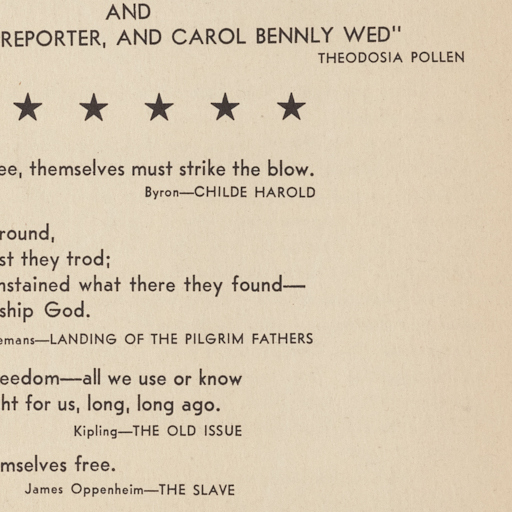 AND
REPORTER, AND CAROL BENNLY WED"
THEODOSIA POLLEN
★ ★ ★ ★ ★
ee, themselves must strike the blow.
Byron—CHILDE HAROLD
round,
st they trod;
nstained what there they found—
ship God.
emans—LANDING OF THE PILGRIM FATHERS
eedom—all we use or know
ht for us, long, long ago.
Kipling—THE OLD ISSUE
mselves free.
James Oppenheim—THE SLAVE